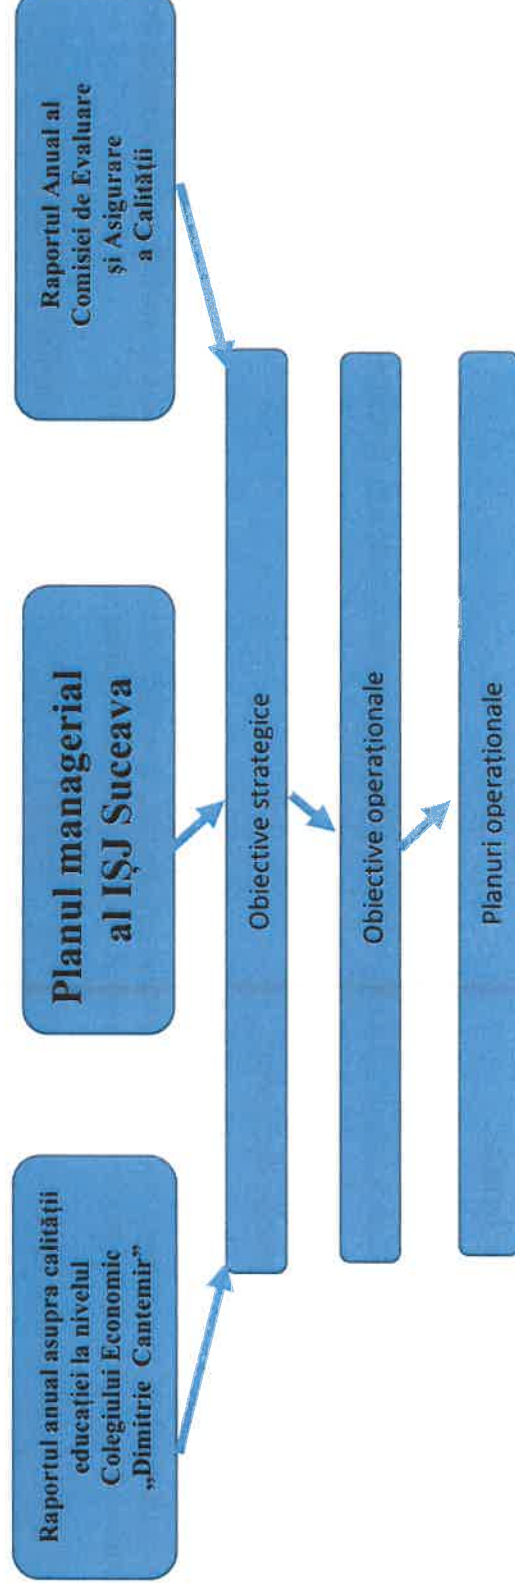 Raportul anual asupra calității
educației la nivelul
Colegiului Economic
„Dimitrie Cantemir”
Planul managerial
al IȘJ Suceava
Raportul Anual al
Comisiei de Evaluare
și Asigurare
a Calității
Obiective strategice
Obiective operaționale
Planuri operaționale